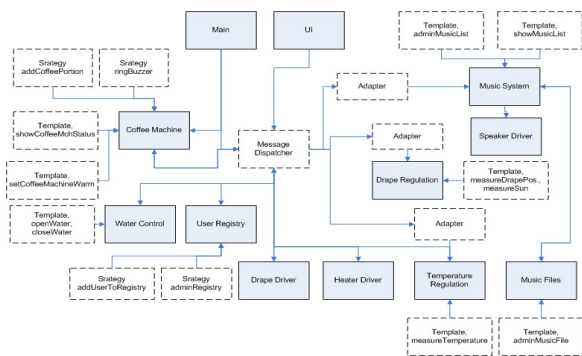 Main
UI
Template,
adminMusicList
Template,
showMusicList
Srategy
addCoffeePortion
Srategy
ringBuzzer
Adapter
Music System
Template,
showCoffeeMchStatus
Coffee Machine
Message
Dispatcher
Adapter
Speaker Driver
Template,
setCoffeeMachineWarm
Drape Regulation
Template,
measureDrapePos.,
measureSun
Template,
openWater,
closeWater
Water Control
User Registry
Adapter
Srategy
addUserToRegistry
Srategy
adminRegistry
Drape Driver
Heater Driver
Temperature
Regulation
Music Files
Template,
measureTemperature
Template,
adminMusicFile